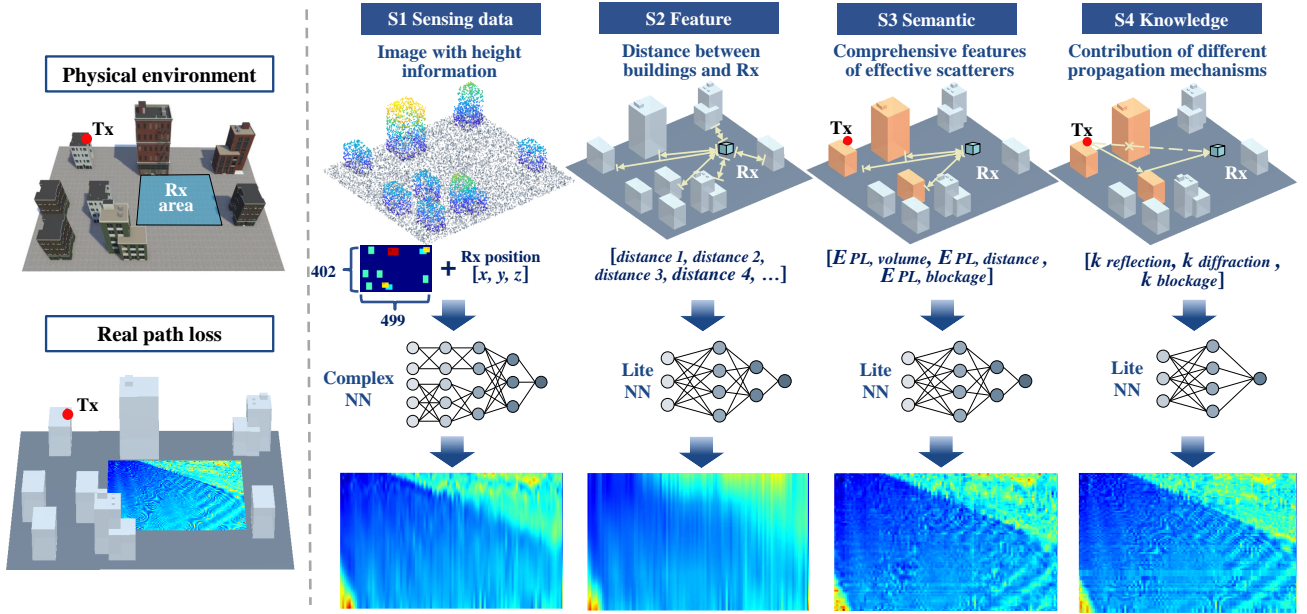 Physical environment
Tx
Rx
area
Real path loss
Tx
S1 Sensing data
Image with height
information
402
499
+
Rx position
[x, y, z]
Complex
NN
S2 Feature
Distance between
buildings and Rx
Rx
[distance 1, distance 2,
distance 3, distance 4, …]
Lite
NN
S3 Semantic
Comprehensive features
of effective scatterers
Tx
Rx
[E PL, volume, E PL, distance ,
E PL, blockage]
Lite
NN
S4 Knowledge
Contribution of different
propagation mechanisms
Tx
Rx
[k reflection, k diffraction ,
k blockage]
Lite
NN